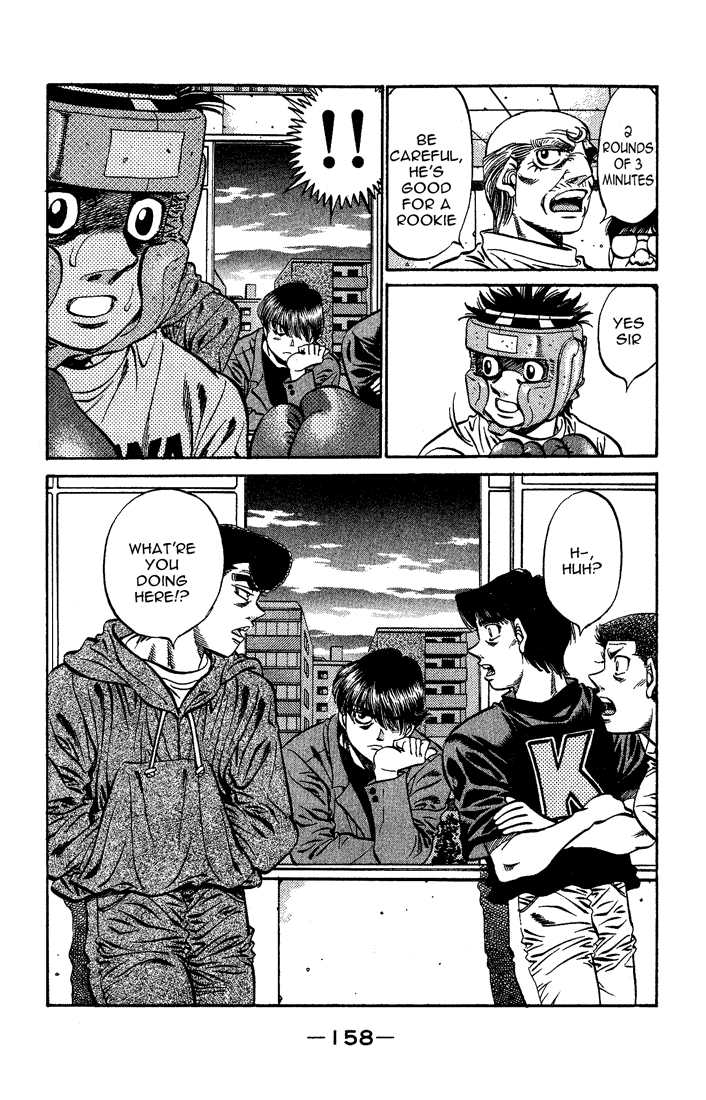 2
ROUNDS
OF 3
MINUTES
BE
CAREFUL,
HE'S
GOOD
FOR A
ROOKIE
YES
SIR
!!
WA
WHAT'RE
YOU
DOING
HERE!?
H-,
HUH?
K
—158—